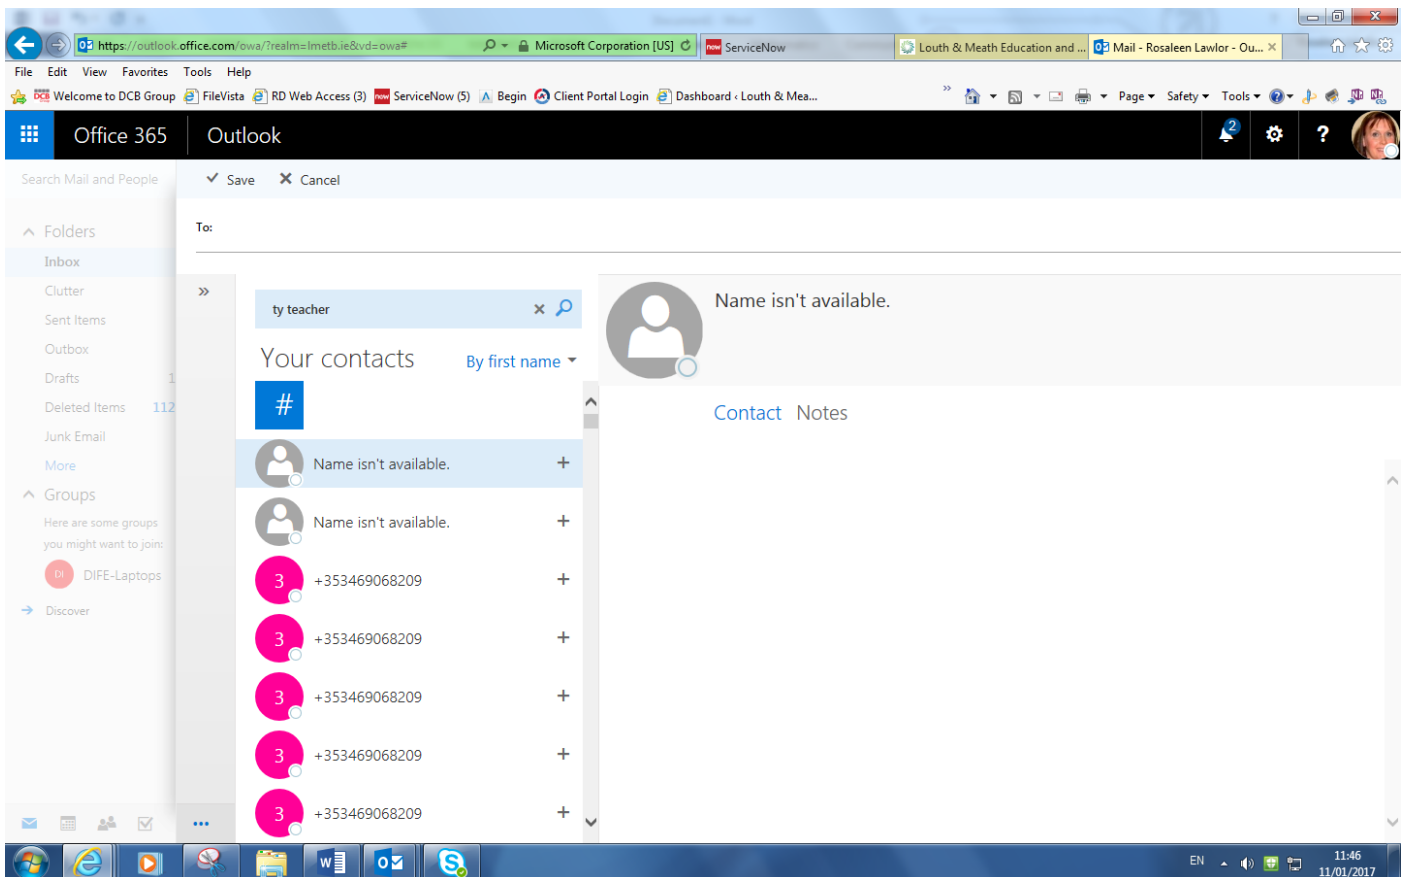 https://outlook.office.com/owa/?realm=lmetb.ie&vd=owa#
Microsoft Corporation [US]
now ServiceNow
Louth & Meath Education and ...
Mail - Rosaleen Lawlor - Ou...
File Edit View Favorites Tools Help
DCB Welcome to DCB Group
FileVista
RD Web Access (3)
now ServiceNow (5)
Begin
Client Portal Login
Dashboard ‹ Louth & Mea...
Page
Safety
Tools
Office 365
Outlook
2
?
Search Mail and People
Save
Cancel
To:
Folders
Inbox
Clutter
Sent Items
Outbox
Drafts 1
Deleted Items 112
Junk Email
More
Groups
Here are some groups
you might want to join:
DI DIFE-Laptops
Discover
ty teacher
Your contacts
By first name
#
Name isn't available.
Name isn't available.
3 +353469068209
3 +353469068209
3 +353469068209
3 +353469068209
3 +353469068209
Name isn't available.
Contact Notes
EN
11:46
11/01/2017